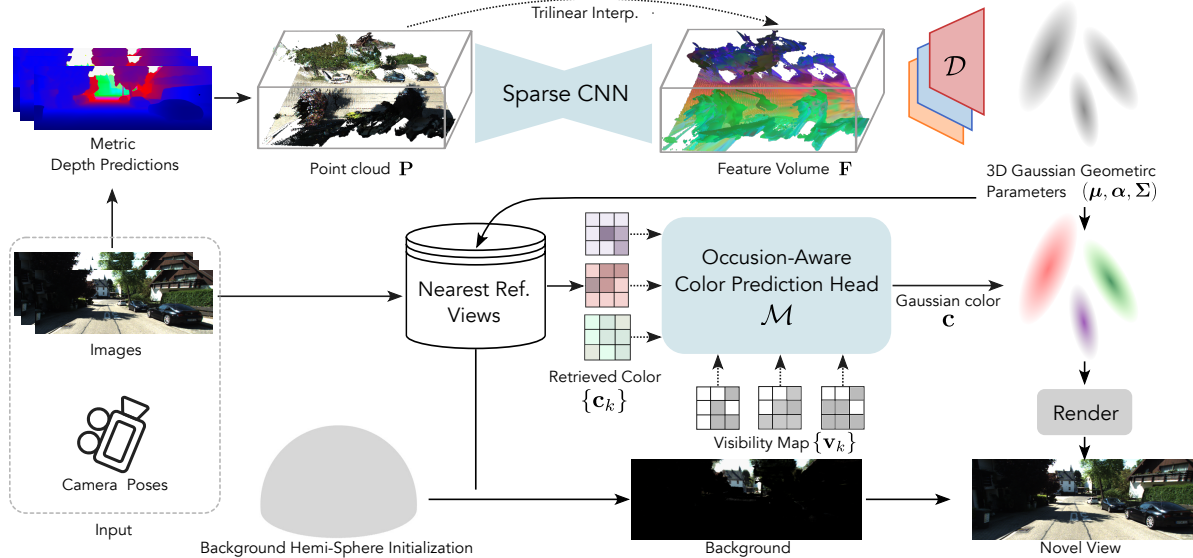 Trilinear Interp.
Sparse CNN
𝒟
Metric
Depth Predictions
Point cloud P
Feature Volume F
3D Gaussian Geometirc
Parameters (μ, α, Σ)
Nearest Ref.
Views
Occusion-Aware
Color Prediction Head
ℳ
Gaussian color
c
Images
Retrieved Color
{c_k}
Visibility Map {v_k}
Render
Camera Poses
Input
Background Hemi-Sphere Initialization
Background
Novel View